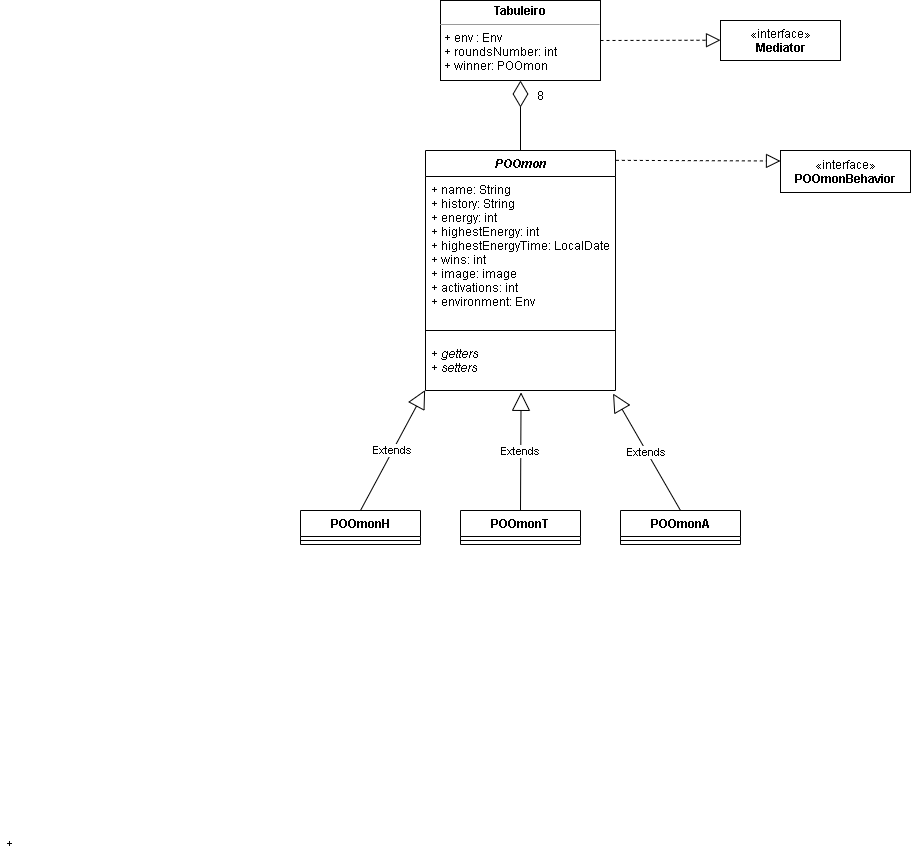 Tabuleiro
+ env : Env
+ roundsNumber: int
+ winner: POOmon
«interface»
Mediator
8
POOmon
+ name: String
+ history: String
+ energy: int
+ highestEnergy: int
+ highestEnergyTime: LocalDate
+ wins: int
+ image: image
+ activations: int
+ environment: Env
+ getters
+ setters
«interface»
POOmonBehavior
Extends
Extends
Extends
POOmonH
POOmonT
POOmonA
+